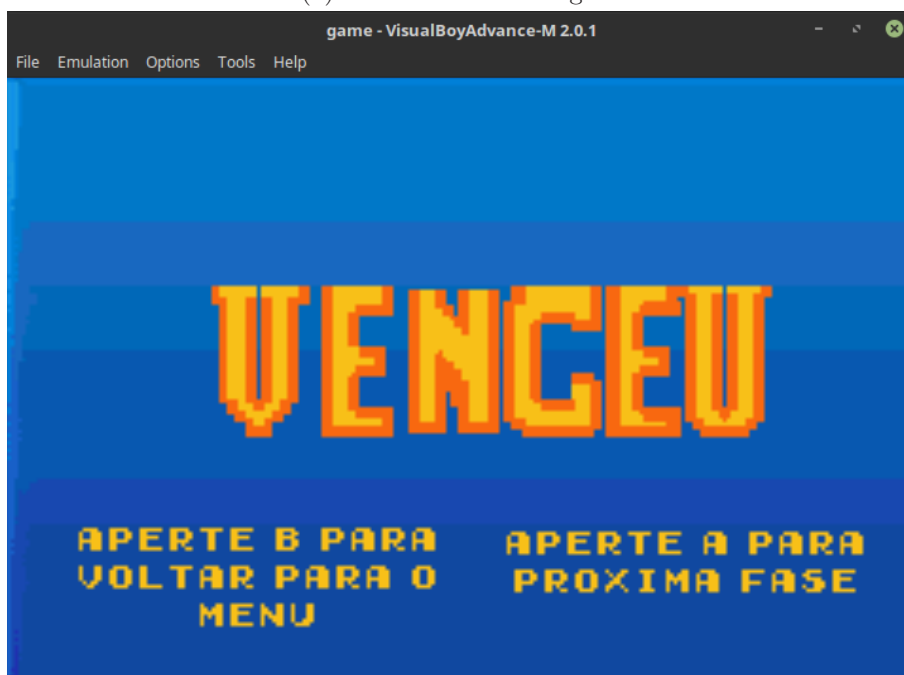 game - VisualBoyAdvance-M 2.0.1
File Emulation Options Tools Help
VENCEU
APERTE B PARA
VOLTAR PARA O
MENU
APERTE A PARA
PROXIMA FASE